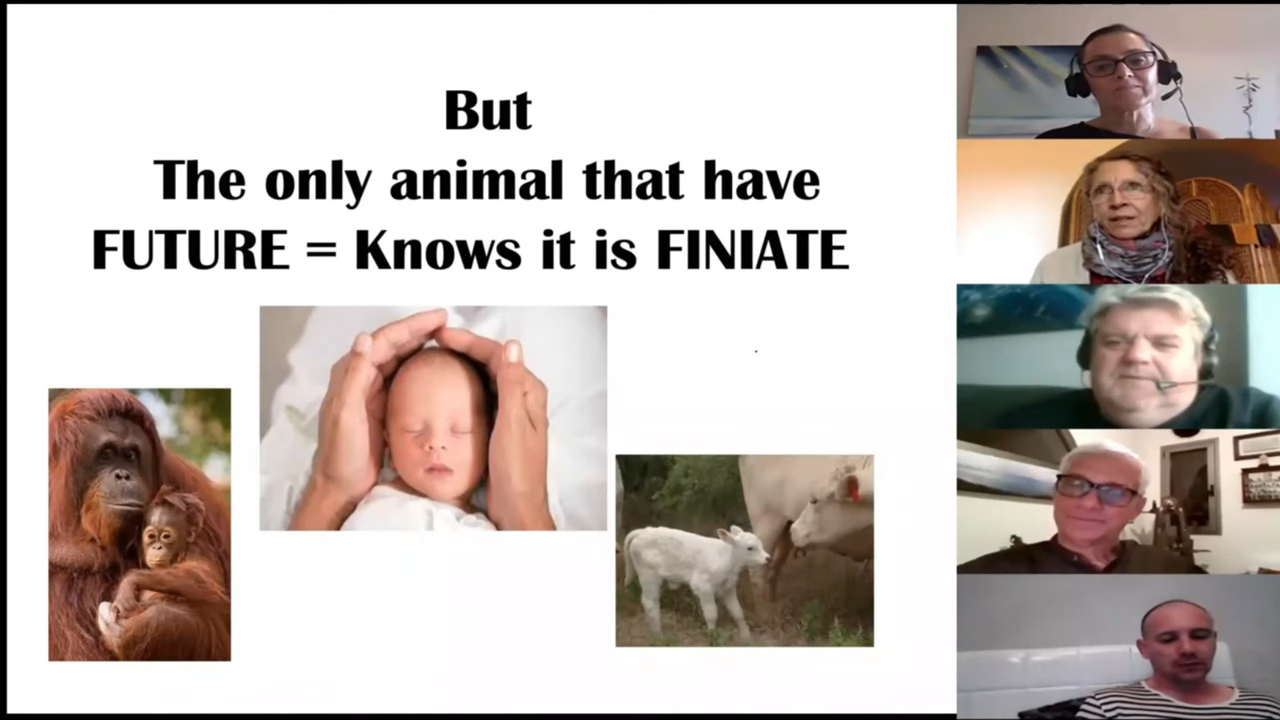 But
The only animal that have
FUTURE = Knows it is FINIATE